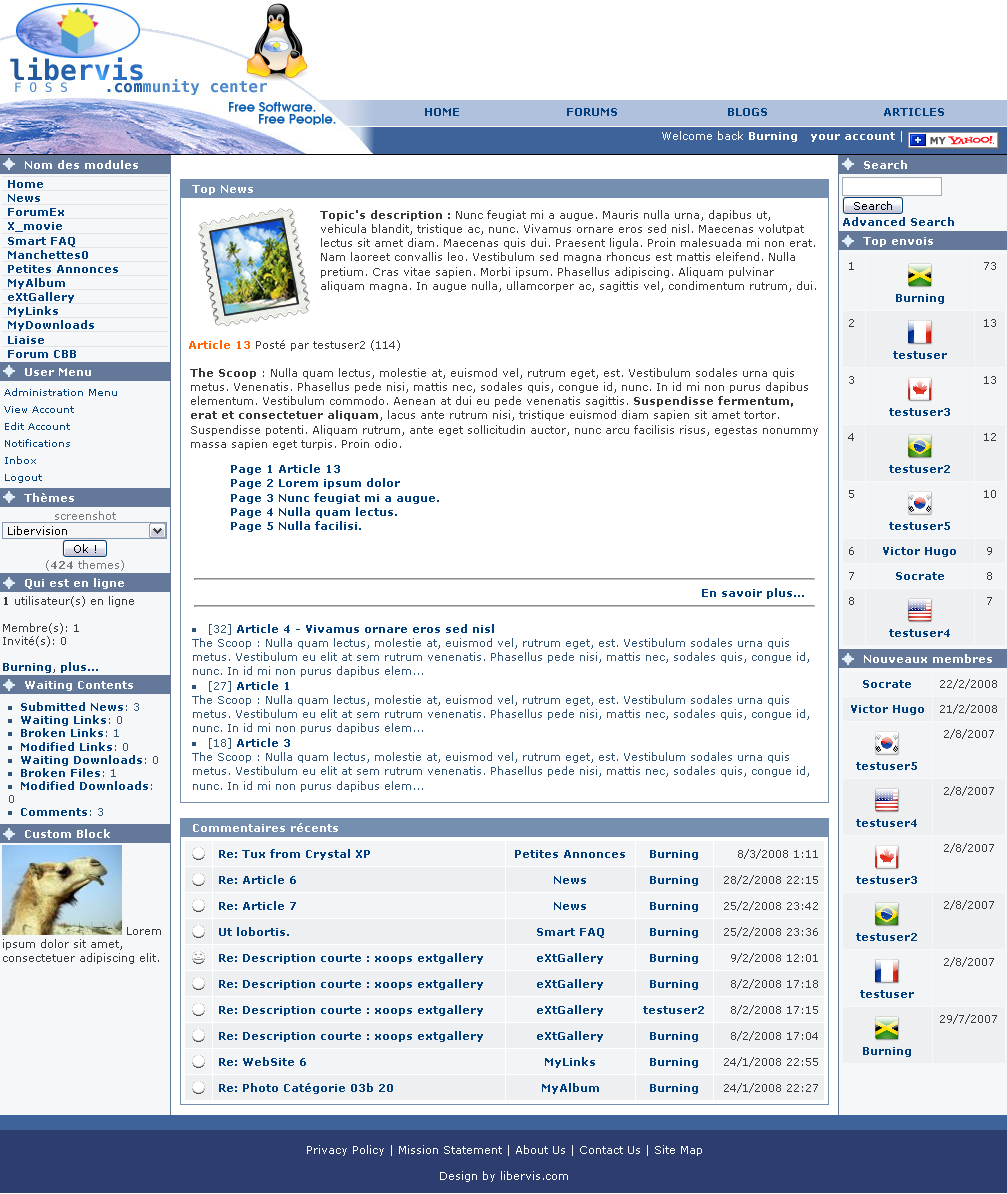 libervis
FOSS .community center
Free Software.
Free People.
HOME FORUMS BLOGS ARTICLES
Welcome back Burning your account | MY YAHOO!
Nom des modules
Home
News
ForumEx
X_movie
Smart FAQ
Manchettes0
Petites Annonces
MyAlbum
eXtGallery
MyLinks
MyDownloads
Liaise
Forum CBB
User Menu
Administration Menu
View Account
Edit Account
Notifications
Inbox
Logout
Thèmes
screenshot
Libervision
Ok !
(424 themes)
Qui est en ligne
1 utilisateur(s) en ligne
Membre(s): 1
Invité(s): 0
Burning, plus...
Waiting Contents
Submitted News: 3
Waiting Links: 0
Broken Links: 1
Modified Links: 0
Waiting Downloads: 0
Broken Files: 1
Modified Downloads:
0
Comments: 3
Custom Block
Lorem
ipsum dolor sit amet,
consectetuer adipiscing elit.
Top News
Topic's description : Nunc feugiat mi a augue. Mauris nulla urna, dapibus ut,
vehicula blandit, tristique ac, nunc. Vivamus ornare eros sed nisl. Maecenas volutpat
lectus sit amet diam. Maecenas quis dui. Praesent ligula. Proin malesuada mi non erat.
Nam laoreet convallis leo. Vestibulum sed magna rhoncus est mattis eleifend. Nulla
pretium. Cras vitae sapien. Morbi ipsum. Phasellus adipiscing. Aliquam pulvinar
aliquam magna. In augue nulla, ullamcorper ac, sagittis vel, condimentum rutrum, dui.
Article 13 Posté par testuser2 (114)
The Scoop : Nulla quam lectus, molestie at, euismod vel, rutrum eget, est. Vestibulum sodales urna quis
metus. Venenatis. Phasellus pede nisi, mattis nec, sodales quis, congue id, nunc. In id mi non purus dapibus
elementum. Vestibulum commodo. Aenean at dui eu pede venenatis sagittis. Suspendisse fermentum,
erat et consectetuer aliquam, lacus ante rutrum nisi, tristique euismod diam sapien sit amet tortor.
Suspendisse potenti. Aliquam rutrum, ante eget sollicitudin auctor, nunc arcu facilisis risus, egestas nonummy
massa sapien eget turpis. Proin odio.
Page 1 Article 13
Page 2 Lorem ipsum dolor
Page 3 Nunc feugiat mi a augue.
Page 4 Nulla quam lectus.
Page 5 Nulla facilisi.
En savoir plus...
[32] Article 4 - Vivamus ornare eros sed nisl
The Scoop : Nulla quam lectus, molestie at, euismod vel, rutrum eget, est. Vestibulum sodales urna quis
metus. Vestibulum eu elit at sem rutrum venenatis. Phasellus pede nisi, mattis nec, sodales quis, congue id,
nunc. In id mi non purus dapibus elem...
[27] Article 1
The Scoop : Nulla quam lectus, molestie at, euismod vel, rutrum eget, est. Vestibulum sodales urna quis
metus. Vestibulum eu elit at sem rutrum venenatis. Phasellus pede nisi, mattis nec, sodales quis, congue id,
nunc. In id mi non purus dapibus elem...
[18] Article 3
The Scoop : Nulla quam lectus, molestie at, euismod vel, rutrum eget, est. Vestibulum sodales urna quis
metus. Vestibulum eu elit at sem rutrum venenatis. Phasellus pede nisi, mattis nec, sodales quis, congue id,
nunc. In id mi non purus dapibus elem...
Commentaires récents
Re: Tux from Crystal XP Petites Annonces Burning 8/3/2008 1:11
Re: Article 6 News Burning 28/2/2008 22:15
Re: Article 7 News Burning 25/2/2008 23:42
Ut lobortis. Smart FAQ Burning 25/2/2008 23:36
Re: Description courte : xoops extgallery eXtGallery Burning 9/2/2008 12:01
Re: Description courte : xoops extgallery eXtGallery Burning 8/2/2008 17:18
Re: Description courte : xoops extgallery eXtGallery testuser2 8/2/2008 17:15
Re: Description courte : xoops extgallery eXtGallery Burning 8/2/2008 17:04
Re: WebSite 6 MyLinks Burning 24/1/2008 22:55
Re: Photo Catégorie 03b 20 MyAlbum Burning 24/1/2008 22:27
Search
Search
Advanced Search
Top envois
1 Burning 73
2 testuser 13
3 testuser3 13
4 testuser2 12
5 testuser5 10
6 Victor Hugo 9
7 Socrate 8
8 testuser4 7
Nouveaux membres
Socrate 22/2/2008
Victor Hugo 21/2/2008
testuser5 2/8/2007
testuser4 2/8/2007
testuser3 2/8/2007
testuser2 2/8/2007
testuser 2/8/2007
Burning 29/7/2007
Privacy Policy | Mission Statement | About Us | Contact Us | Site Map
Design by libervis.com